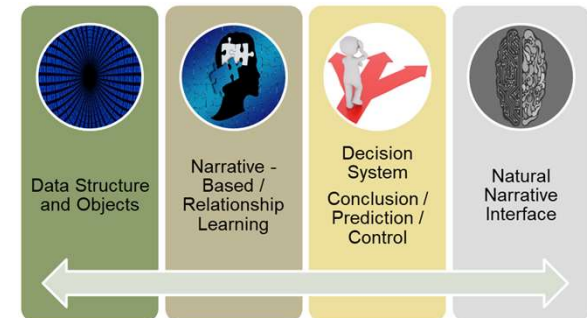 Data Structure
and Objects
Narrative -
Based /
Relationship
Learning
Decision
System
Conclusion /
Prediction /
Control
Natural
Narrative
Interface